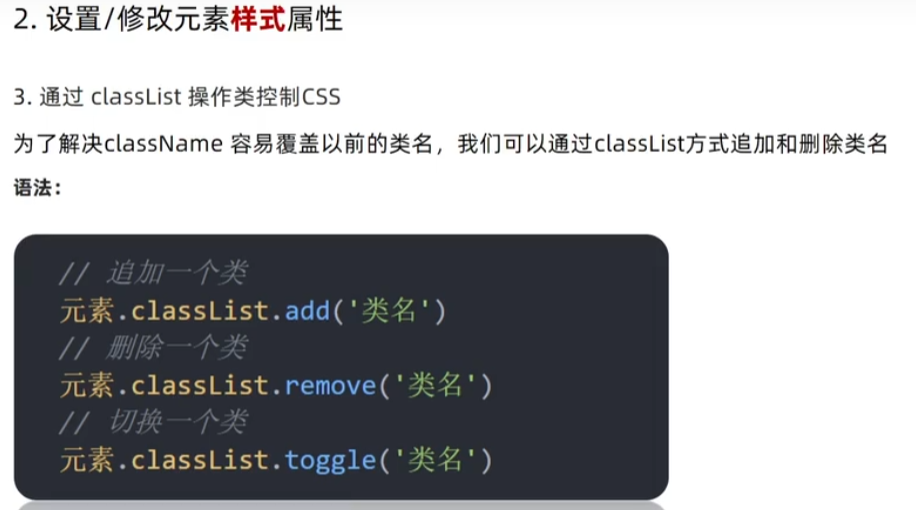 2. 设置/修改元素样式属性
3. 通过 classList 操作类控制CSS
为了解决className 容易覆盖以前的类名，我们可以通过classList方式追加和删除类名
语法：
// 追加一个类
元素.classList.add('类名')
// 删除一个类
元素.classList.remove('类名')
// 切换一个类
元素.classList.toggle('类名')